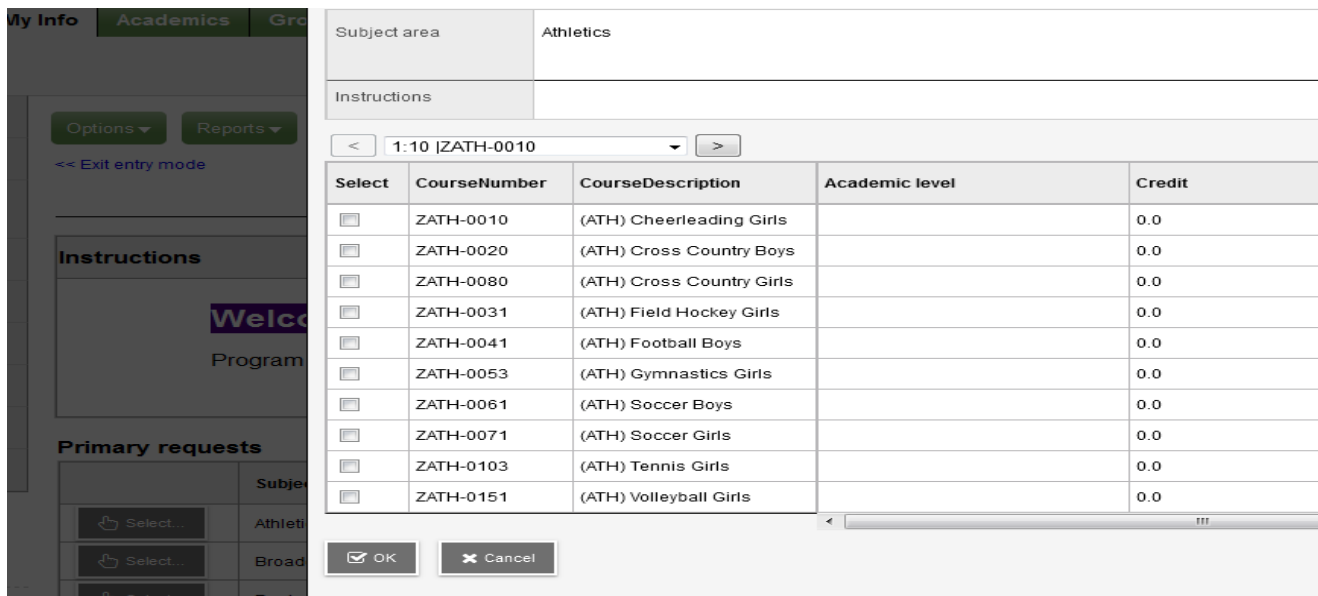 My Info Academics
Subject area Athletics
Instructions
Options Reports
< 1:10 |ZATH-0010 >
<< Exit entry mode
Select CourseNumber CourseDescription Academic level Credit
ZATH-0010 (ATH) Cheerleading Girls 0.0
ZATH-0020 (ATH) Cross Country Boys 0.0
Instructions
ZATH-0080 (ATH) Cross Country Girls 0.0
ZATH-0031 (ATH) Field Hockey Girls 0.0
ZATH-0041 (ATH) Football Boys 0.0
Program
ZATH-0053 (ATH) Gymnastics Girls 0.0
ZATH-0061 (ATH) Soccer Boys 0.0
ZATH-0071 (ATH) Soccer Girls 0.0
Primary requests
ZATH-0103 (ATH) Tennis Girls 0.0
ZATH-0151 (ATH) Volleyball Girls 0.0
Select...
OK Cancel
Select...